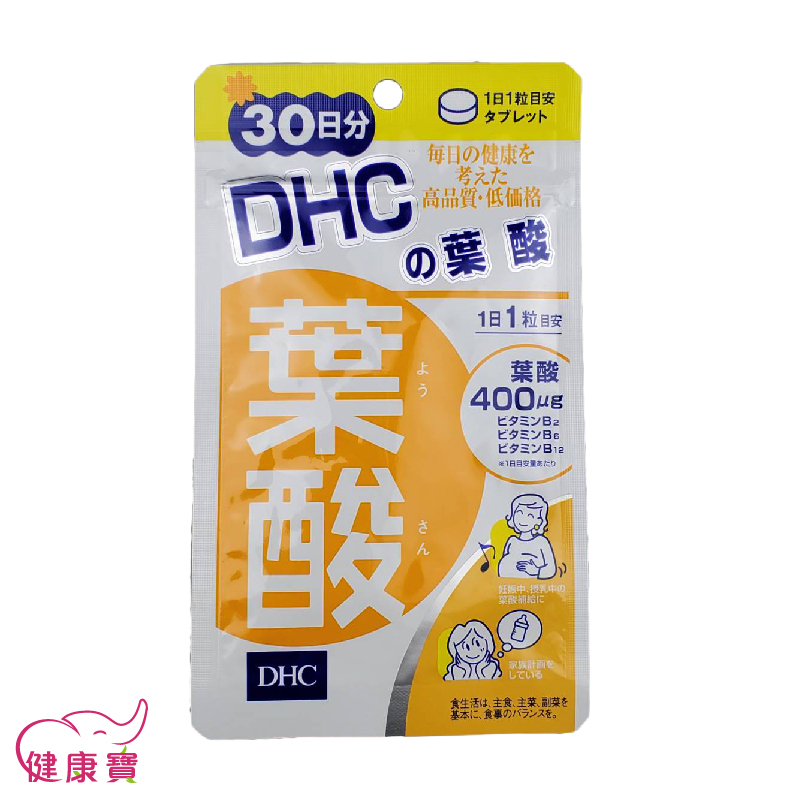 30日分
1日1粒目安
タブレット
毎日の健康を
考えた
高品質・低価格
DHC
の葉酸
葉酸
よう
さん
1日1粒目安
葉酸
400μg
ビタミンB2
ビタミンB6
ビタミンB12
※1日目安量あたり
妊娠中、授乳中の
葉酸補給に
家族計画を
している
DHC
食生活は、主食、主菜、副菜を
基本に、食事のバランスを。
健康寶